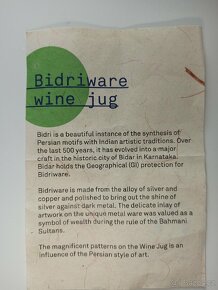 Bidriware
wine jug
Bidri is a beautiful instance of the synthesis of
Persian motifs with Indian artistic traditions. Over
the last 500 years, it has evolved into a major
craft in the historic city of Bidar in Karnataka.
Bidar holds the Geographical (GI) protection for
Bidriware.
Bidriware is made from the alloy of silver and
copper and polished to bring out the shine of
silver against dark metal. The delicate inlay of
artwork on the unique metal ware was valued as a
symbol of wealth during the rule of the Bahmani
Sultans.
The magnificent patterns on the Wine Jug is an
influence of the Persian style of art.